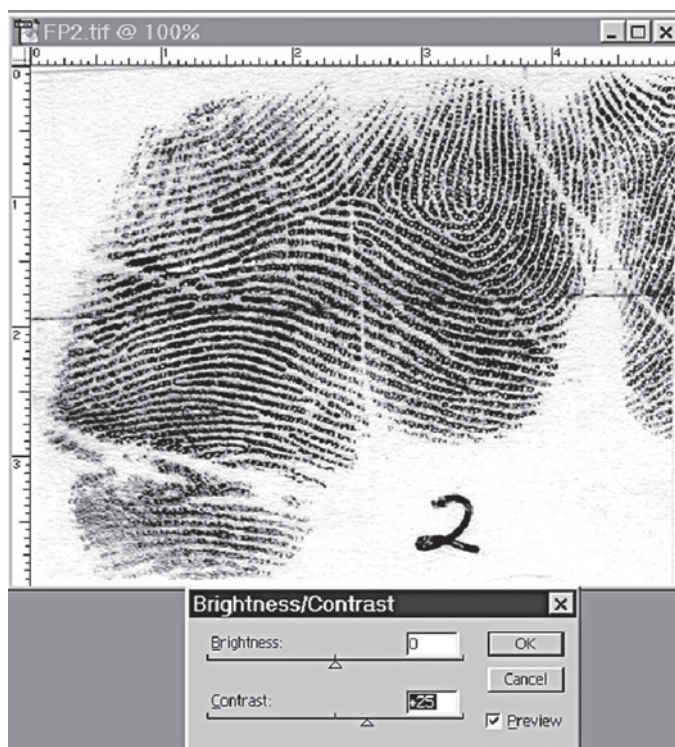 FP2.tif @ 100%
0 1 2 3 4
0
1
2
3
2
Brightness/Contrast
Brightness: 0 OK
Cancel
Contrast: +25
Preview